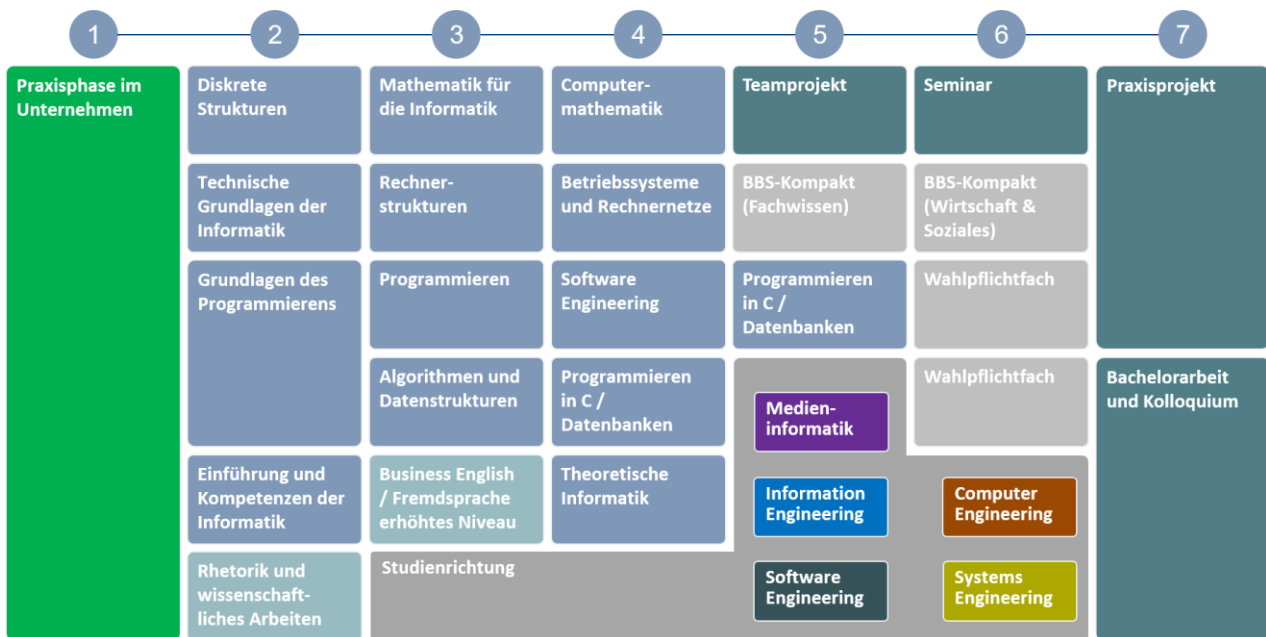 1
2
3
4
5
6
7
Praxisphase im
Unternehmen
Diskrete
Strukturen
Mathematik für
die Informatik
Computer-
mathematik
Teamprojekt
Seminar
Praxisprojekt
Technische
Grundlagen der
Informatik
Rechner-
strukturen
Betriebssysteme
und Rechnernetze
BBS-Kompakt
(Fachwissen)
BBS-Kompakt
(Wirtschaft &
Soziales)
Grundlagen des
Programmierens
Programmieren
Software
Engineering
Programmieren
in C /
Datenbanken
Wahlpflichtfach
Algorithmen und
Datenstrukturen
Programmieren
in C /
Datenbanken
Medien-
informatik
Wahlpflichtfach
Bachelorarbeit
und Kolloquium
Einführung und
Kompetenzen der
Informatik
Business English
/ Fremdsprache
erhöhtes Niveau
Theoretische
Informatik
Information
Engineering
Computer
Engineering
Rhetorik und
wissenschaft-
liches Arbeiten
Studienrichtung
Software
Engineering
Systems
Engineering